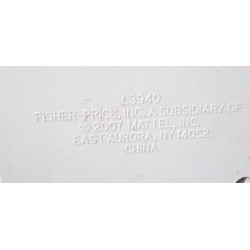 L3940
FISHER-PRICE, INC. A SUBSIDIARY OF
© 2007 MATTEL, INC.
EAST AURORA, NY 14052
CHINA